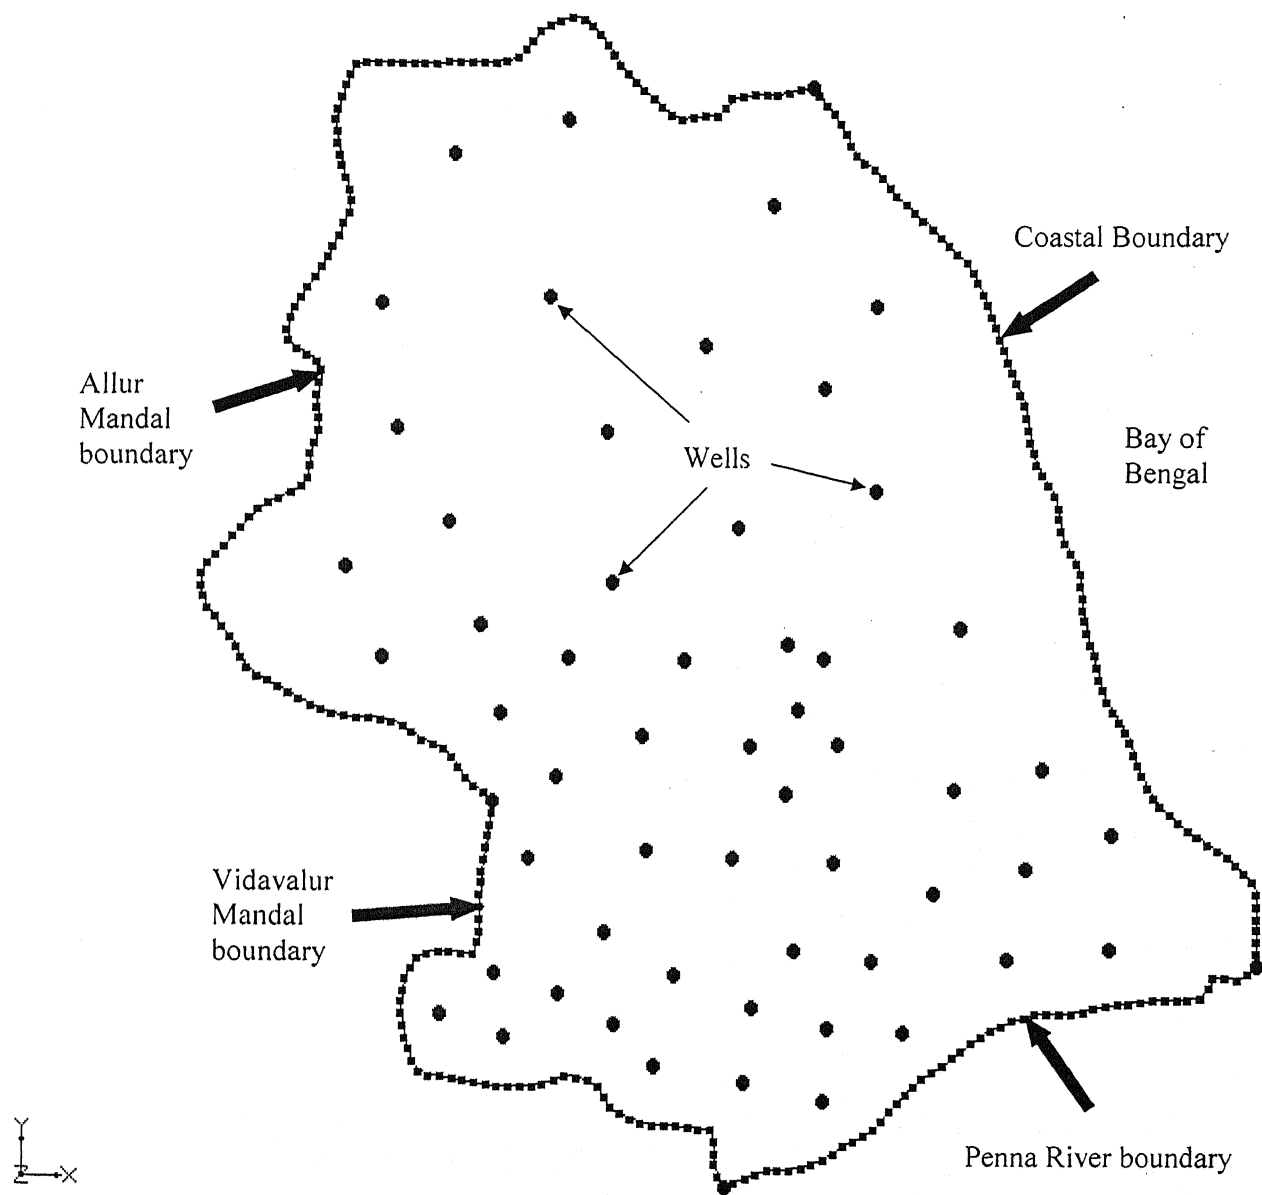 Coastal Boundary
Allur
Mandal
boundary
Bay of
Bengal
Wells
Vidavalur
Mandal
boundary
Penna River boundary
Y
Z
X